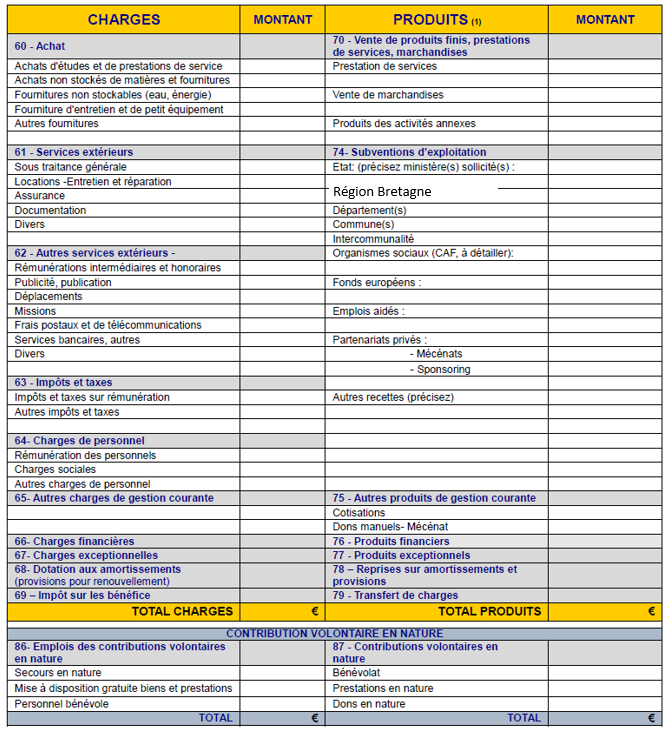 CHARGES MONTANT PRODUITS (1) MONTANT
60 - Achat 70 - Vente de produits finis, prestations
de services, marchandises
Achats d'études et de prestations de service Prestation de services
Achats non stockés de matières et fournitures
Fournitures non stockables (eau, énergie) Vente de marchandises
Fourniture d'entretien et de petit équipement
Autres fournitures Produits des activités annexes
61 - Services extérieurs 74- Subventions d'exploitation
Sous traitance générale Etat: (précisez ministère(s) sollicité(s) :
Locations -Entretien et réparation
Assurance Région Bretagne
Documentation Département(s)
Divers Commune(s)
Intercommunalité
62 - Autres services extérieurs - Organismes sociaux (CAF, à détailler):
Rémunérations intermédiaires et honoraires
Publicité, publication Fonds européens :
Déplacements
Missions Emplois aidés :
Frais postaux et de télécommunications
Services bancaires, autres Partenariats privés :
Divers - Mécénats
- Sponsoring
63 - Impôts et taxes
Impôts et taxes sur rémunération Autres recettes (précisez)
Autres impôts et taxes
64- Charges de personnel
Rémunération des personnels
Charges sociales
Autres charges de personnel
65- Autres charges de gestion courante 75 - Autres produits de gestion courante
Cotisations
Dons manuels- Mécénat
66- Charges financières 76 - Produits financiers
67- Charges exceptionnelles 77 - Produits exceptionnels
68- Dotation aux amortissements 78 – Reprises sur amortissements et
(provisions pour renouvellement) provisions
69 – Impôt sur les bénéfice 79 - Transfert de charges
TOTAL CHARGES € TOTAL PRODUITS €
CONTRIBUTION VOLONTAIRE EN NATURE
86- Emplois des contributions volontaires 87 - Contributions volontaires en
en nature nature
Secours en nature Bénévolat
Mise à disposition gratuite biens et prestations Prestations en nature
Personnel bénévole Dons en nature
TOTAL € TOTAL €